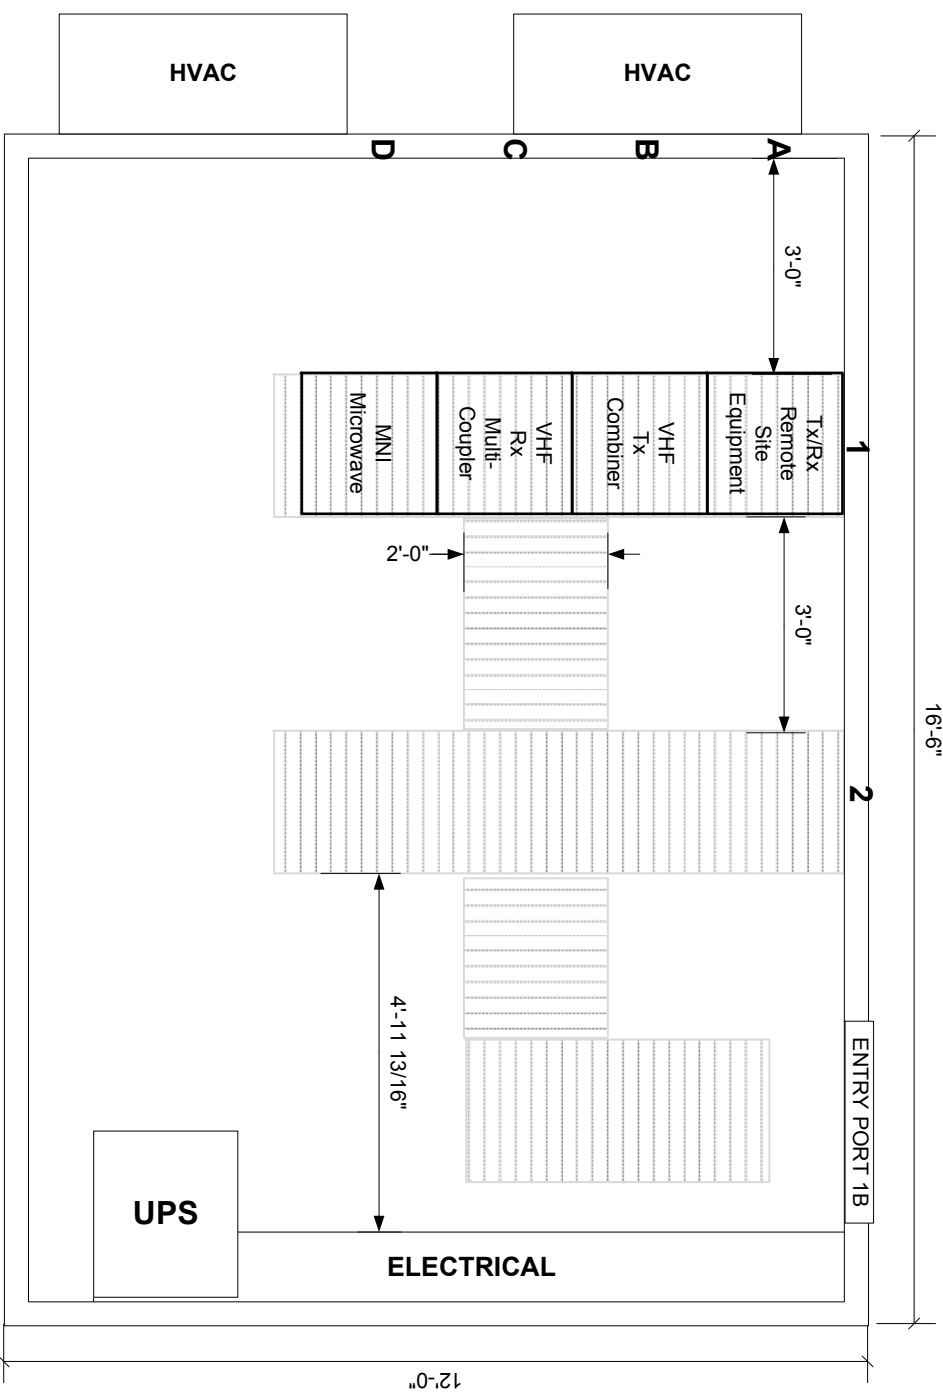 HVAC
HVAC
D
C
B
A
3'-0"
1
Tx/Rx
Remote
Site
Equipment
VHF
Tx
Combiner
VHF
Rx
Multi-
Coupler
MNI
Microwave
2'-0"
3'-0"
16'-6"
2
4'-11 13/16"
ENTRY PORT 1B
UPS
ELECTRICAL
12'-0"